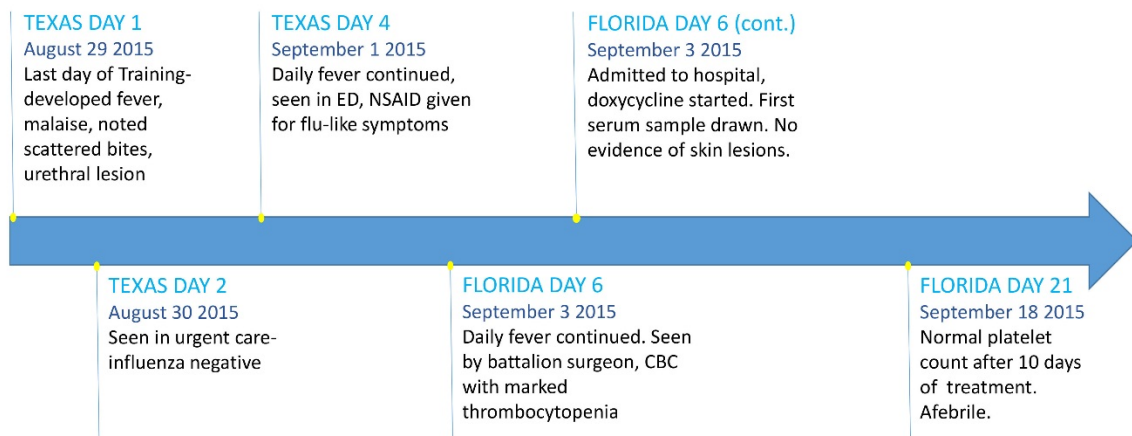 TEXAS DAY 1
August 29 2015
Last day of Training-
developed fever,
malaise, noted
scattered bites,
urethral lesion
TEXAS DAY 4
September 1 2015
Daily fever continued,
seen in ED, NSAID given
for flu-like symptoms
FLORIDA DAY 6 (cont.)
September 3 2015
Admitted to hospital,
doxycycline started. First
serum sample drawn. No
evidence of skin lesions.
TEXAS DAY 2
August 30 2015
Seen in urgent care-
influenza negative
FLORIDA DAY 6
September 3 2015
Daily fever continued. Seen
by battalion surgeon, CBC
with marked
thrombocytopenia
FLORIDA DAY 21
September 18 2015
Normal platelet
count after 10 days
of treatment.
Afebrile.